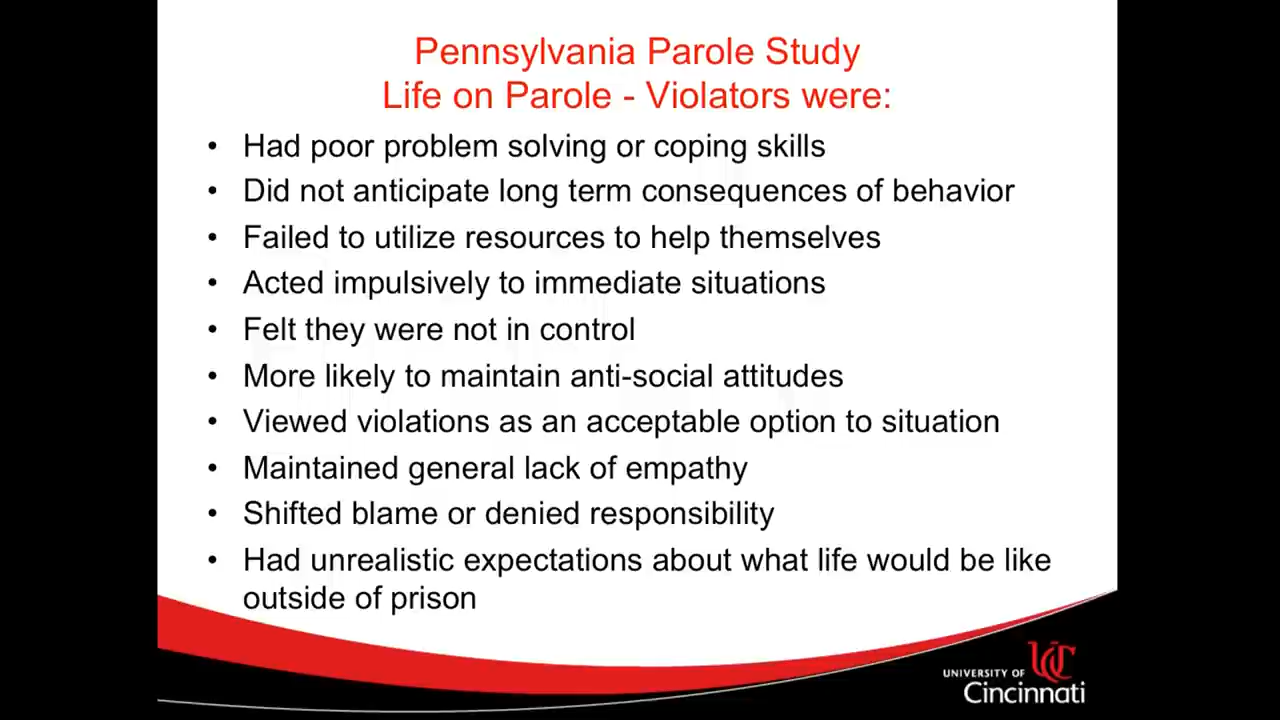 Pennsylvania Parole Study
Life on Parole - Violators were:
• Had poor problem solving or coping skills
• Did not anticipate long term consequences of behavior
• Failed to utilize resources to help themselves
• Acted impulsively to immediate situations
• Felt they were not in control
• More likely to maintain anti-social attitudes
• Viewed violations as an acceptable option to situation
• Maintained general lack of empathy
• Shifted blame or denied responsibility
• Had unrealistic expectations about what life would be like
outside of prison
UC
UNIVERSITY OF
Cincinnati